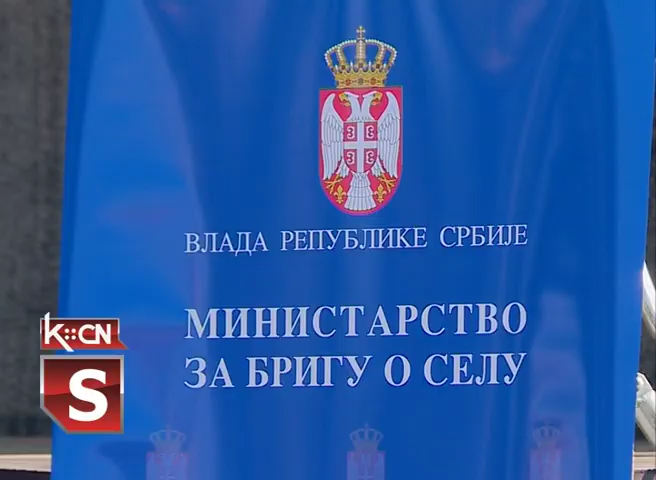 ВЛАДА РЕПУБЛИКЕ СРБИЈЕ
МИНИСТАРСТВО
ЗА БРИГУ О СЕЛУ
K::CN
S